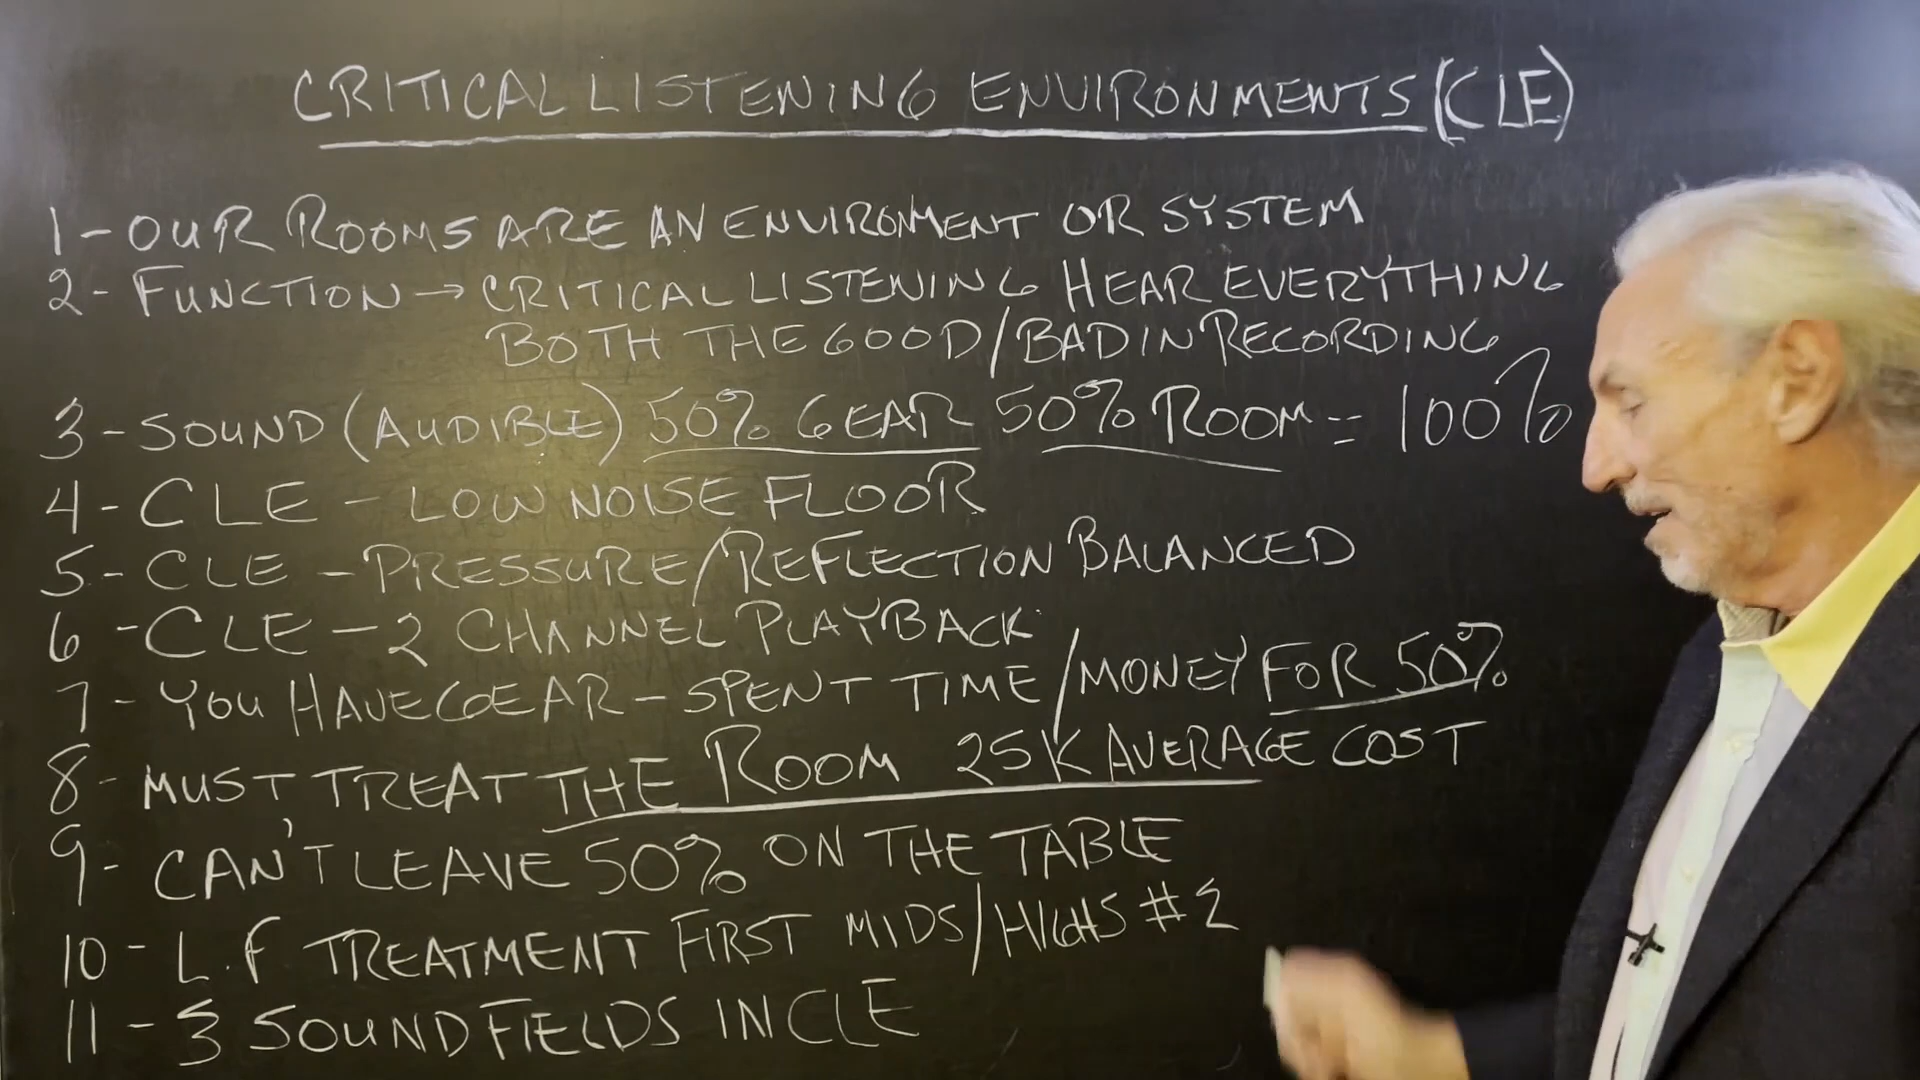 CRITICAL LISTENING ENVIRONMENTS (CLE)
1 - OUR ROOMS ARE AN ENVIRONMENT OR SYSTEM
2 - FUNCTION → CRITICAL LISTENING HEAR EVERYTHING
BOTH THE GOOD/BAD IN RECORDING
3 - SOUND (AUDIBLE) 50% GEAR 50% ROOM = 100%
4 - CLE - LOW NOISE FLOOR
5 - CLE - PRESSURE/REFLECTION BALANCED
6 - CLE - 2 CHANNEL PLAYBACK
7 - YOU HAVE GEAR - SPENT TIME/MONEY FOR 50%
8 - MUST TREAT THE ROOM 25K AVERAGE COST
9 - CAN'T LEAVE 50% ON THE TABLE
10 - L.F TREATMENT FIRST MIDS/HIGHS #2
11 - 3 SOUND FIELDS IN CLE